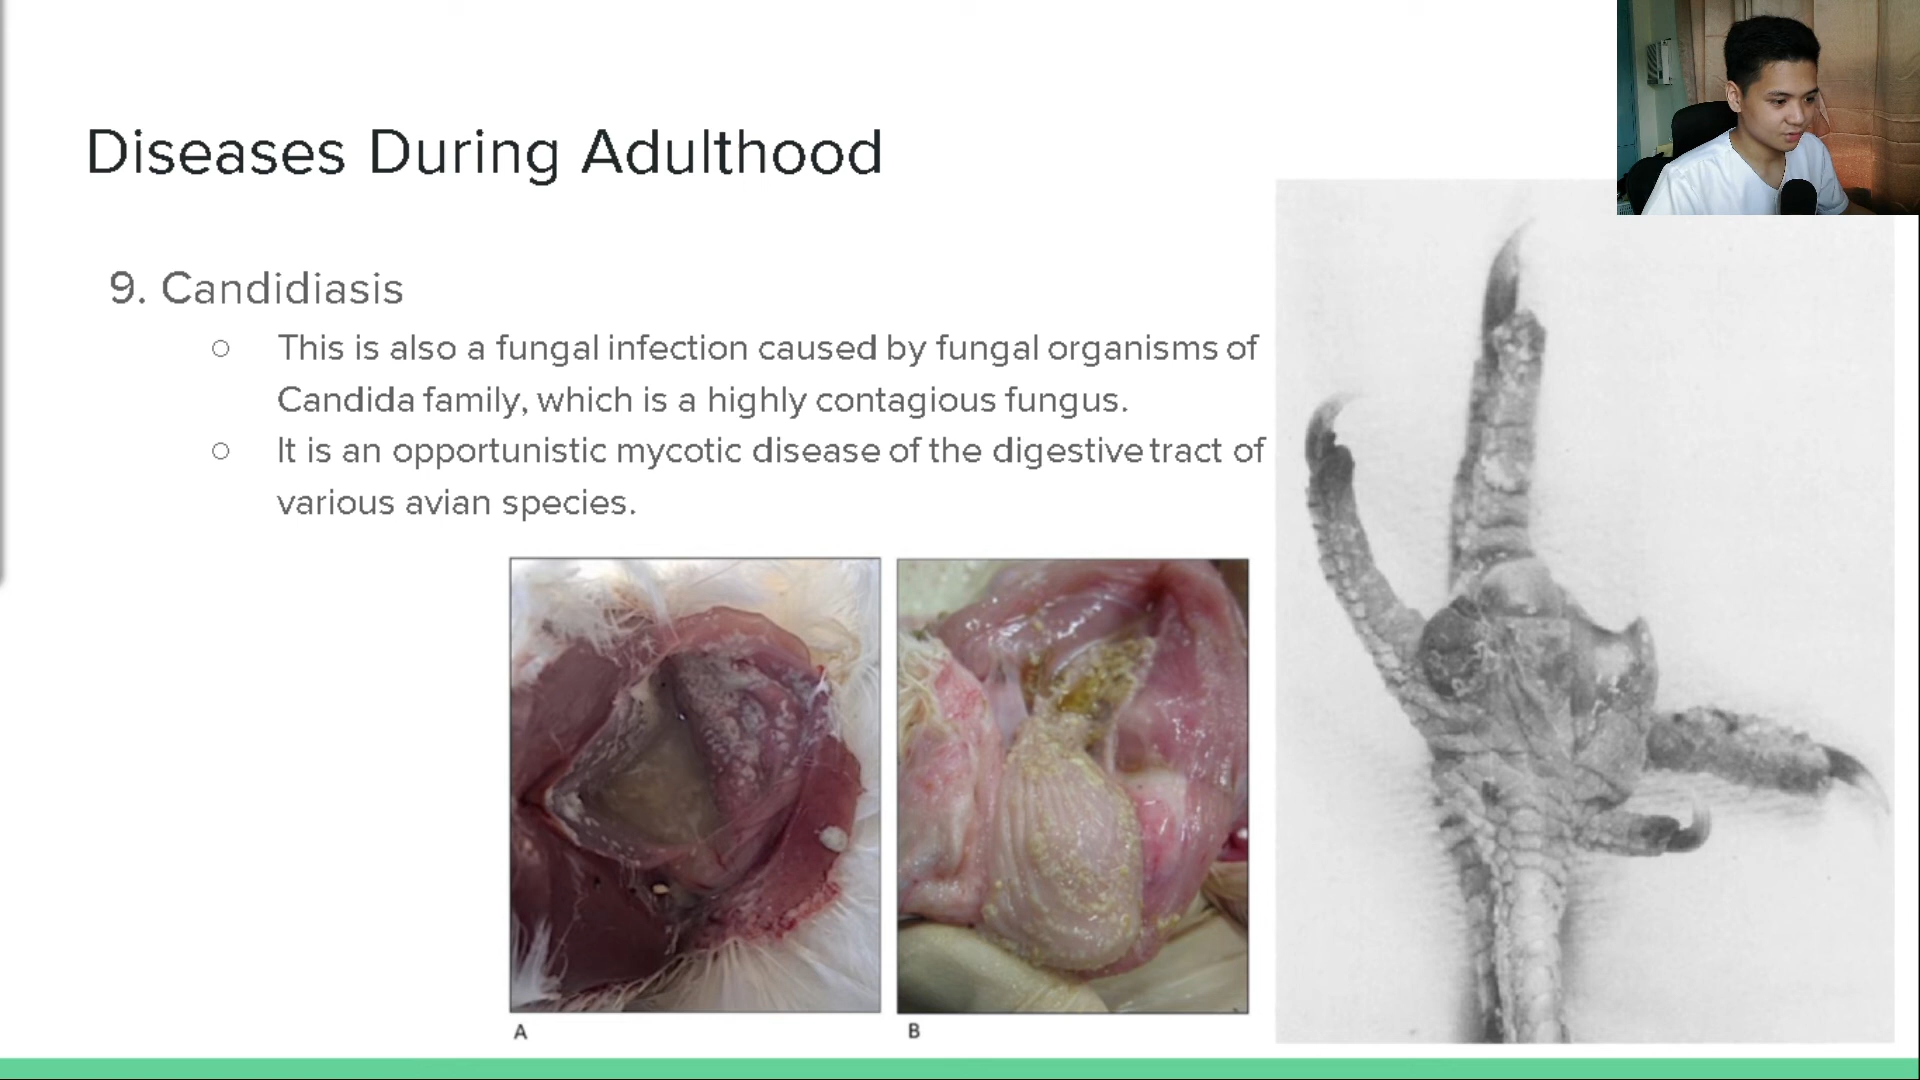 Diseases During Adulthood
9. Candidiasis
○ This is also a fungal infection caused by fungal organisms of
Candida family, which is a highly contagious fungus.
○ It is an opportunistic mycotic disease of the digestive tract of
various avian species.
A
B